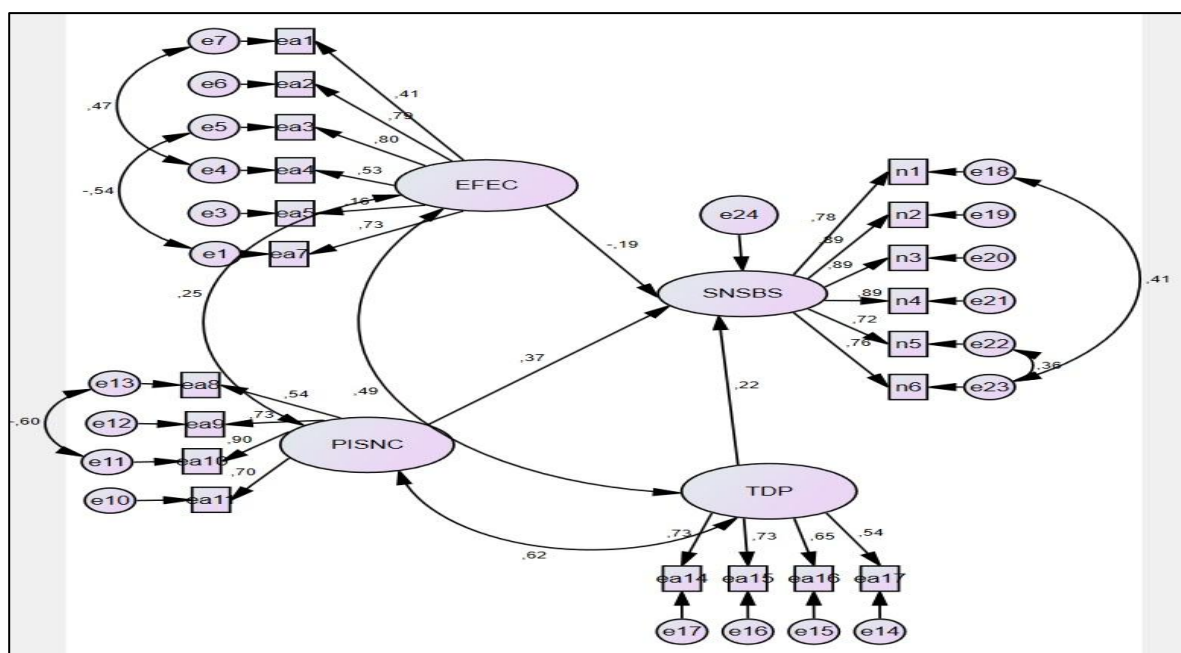 e7 ea1
e6 ea2 ,41
,47 ,79
e5 ea3 ,80
e4 ea4 ,53
-,54 EFEC
e3 ea5 ,16
e1 ea7 ,73
,25
-,19
e24
SNSBS
,78 n1 e18
,89 n2 e19
,89 n3 e20
,89 n4 e21
,72 n5 e22
,76 n6 e23
,41
,36
,37
,49
,22
e13 ea8 ,54
e12 ea9 ,73
-,60
e11 ea10 ,90
e10 ea11 ,70
PISNC
,62
TDP
,73 ,73 ,65 ,54
ea14 ea15 ea16 ea17
e17 e16 e15 e14